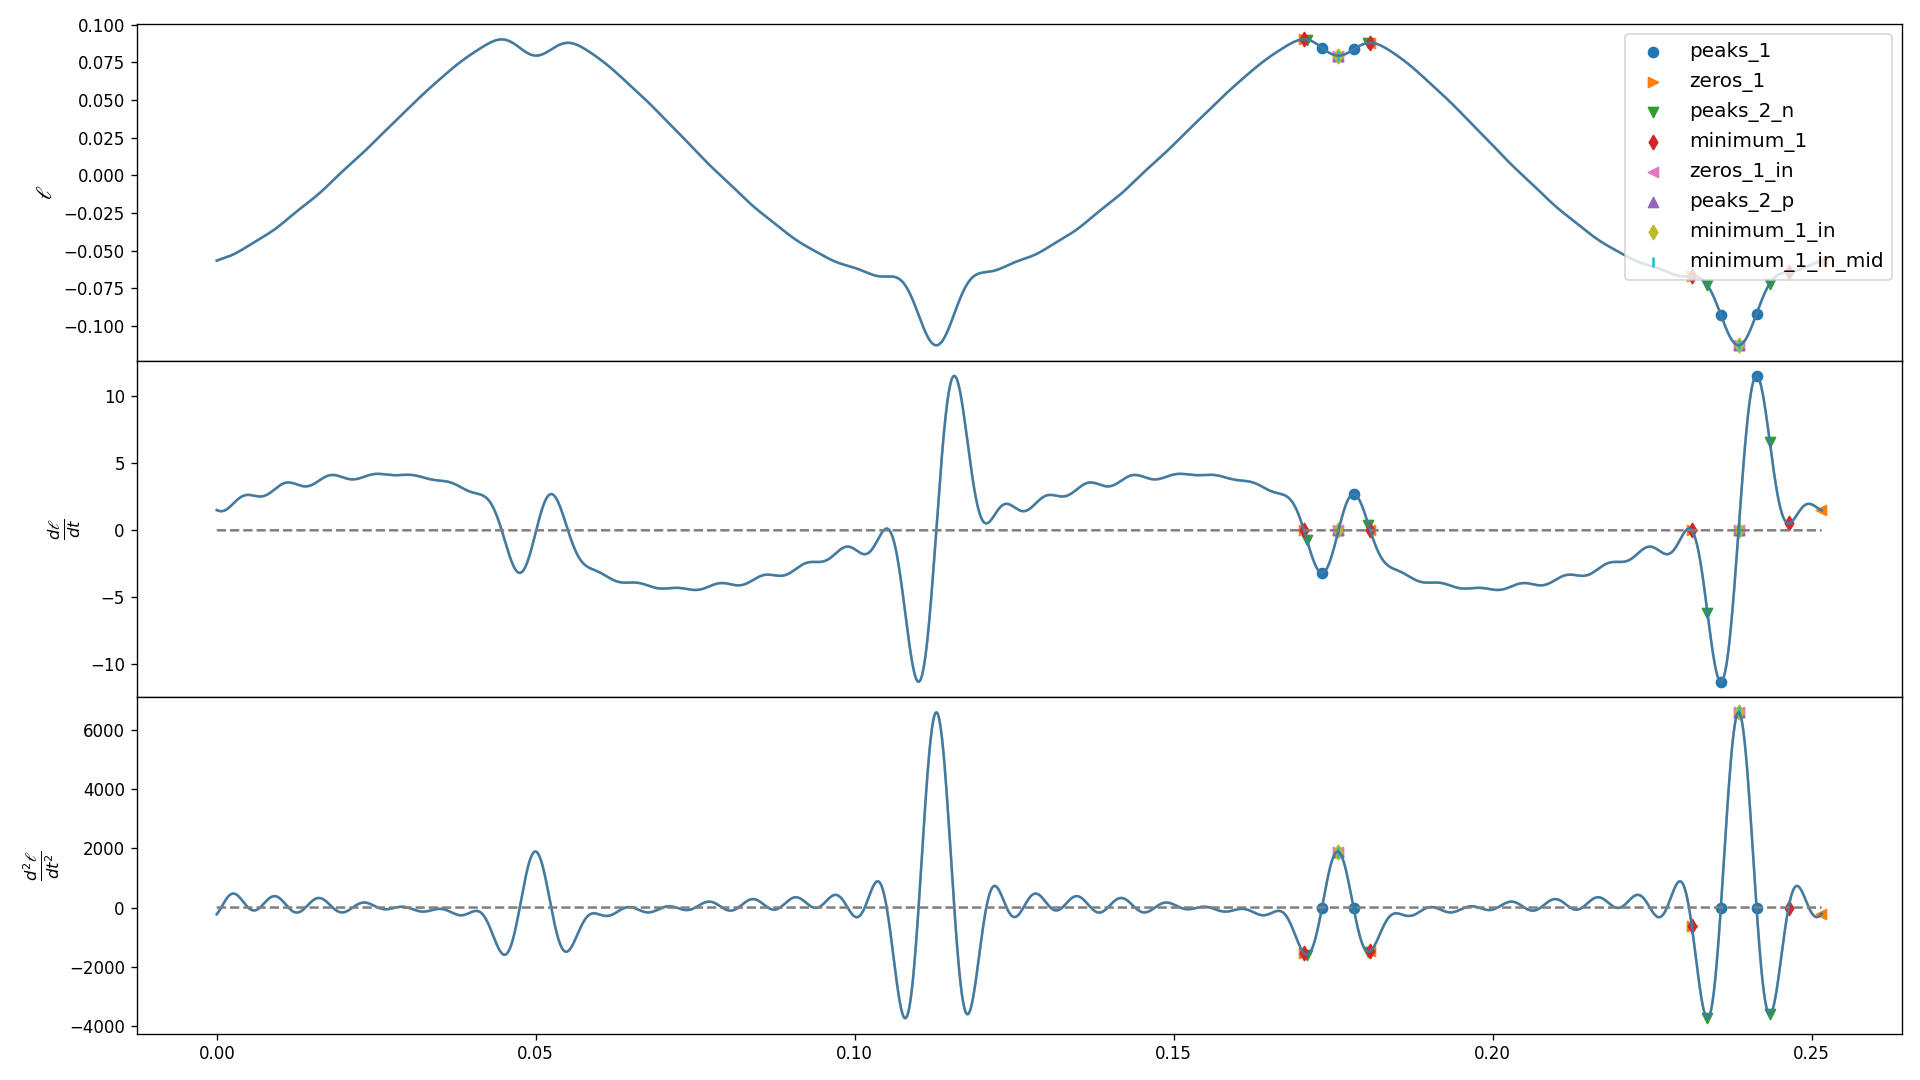 0.100
0.075
0.050
0.025
0.000
−0.025
−0.050
−0.075
−0.100
ℓ
peaks_1
zeros_1
peaks_2_n
minimum_1
zeros_1_in
peaks_2_p
minimum_1_in
minimum_1_in_mid
10
5
0
−5
−10
dℓ/dt
6000
4000
2000
0
−2000
−4000
d²ℓ/dt²
0.00 0.05 0.10 0.15 0.20 0.25